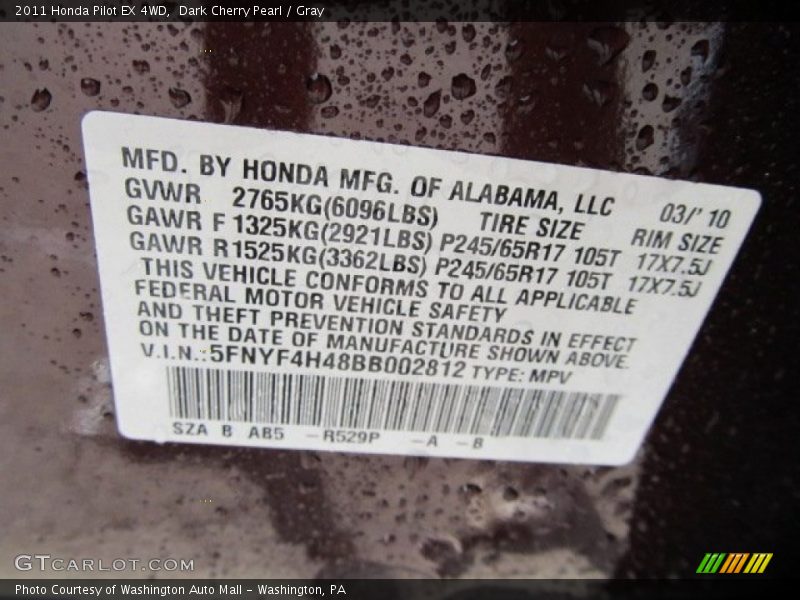 2011 Honda Pilot EX 4WD,  Dark Cherry Pearl / Gray
MFD. BY HONDA MFG. OF ALABAMA, LLC 03/'10
GVWR 2765KG(6096LBS) TIRE SIZE RIM SIZE
GAWR F 1325KG(2921LBS) P245/65R17 105T 17X7.5J
GAWR R1525KG(3362LBS) P245/65R17 105T 17X7.5J
THIS VEHICLE CONFORMS TO ALL APPLICABLE
FEDERAL MOTOR VEHICLE SAFETY
AND THEFT PREVENTION STANDARDS IN EFFECT
ON THE DATE OF MANUFACTURE SHOWN ABOVE.
V.I.N.:5FNYF4H48BB002812 TYPE: MPV
SZA B AB5 -R529P -A -B
GTCARLOT.COM
Photo Courtesy of Washington Auto Mall - Washington, PA